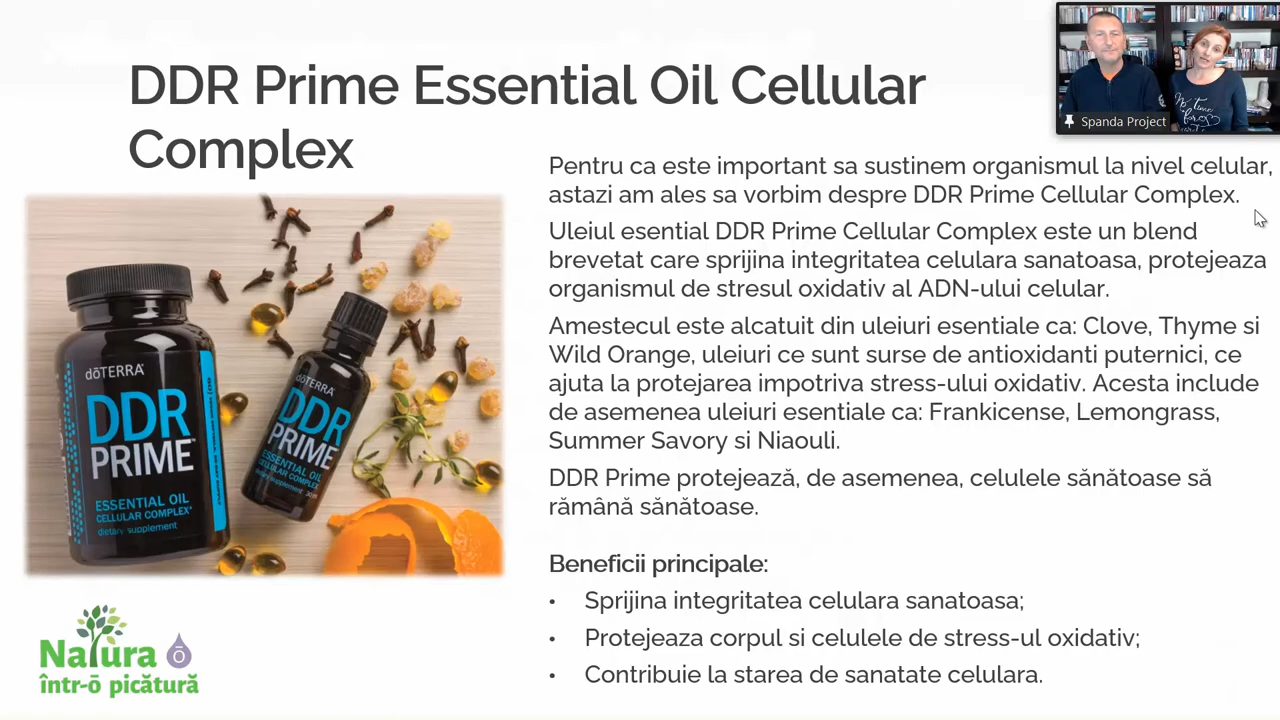 DDR Prime Essential Oil Cellular
Complex
Spanda Project
Pentru ca este important sa sustinem organismul la nivel celular,
astazi am ales sa vorbim despre DDR Prime Cellular Complex.
Uleiul esential DDR Prime Cellular Complex este un blend
brevetat care sprijina integritatea celulara sanatoasa, protejeaza
organismul de stresul oxidativ al ADN-ului celular.
Amestecul este alcatuit din uleiuri esentiale ca: Clove, Thyme si
Wild Orange, uleiuri ce sunt surse de antioxidanti puternici, ce
ajuta la protejarea impotriva stress-ului oxidativ. Acesta include
de asemenea uleiuri esentiale ca: Frankicense, Lemongrass,
Summer Savory si Niaouli.
DDR Prime protejează, de asemenea, celulele sănătoase să
rămână sănătoase.
Beneficii principale:
• Sprijina integritatea celulara sanatoasa;
• Protejeaza corpul si celulele de stress-ul oxidativ;
• Contribuie la starea de sanatate celulara.
dōTERRA
DDR
PRIME™
ESSENTIAL OIL
CELLULAR COMPLEX*
dietary supplement
dōTERRA
DDR
PRIME
ESSENTIAL OIL
CELLULAR COMPLEX
Natura ō
într-ō picătură